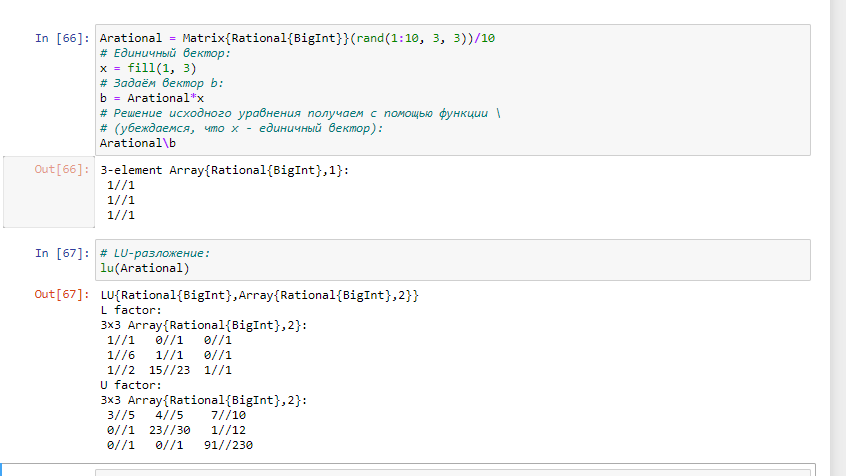 In [66]: Arational = Matrix{Rational{BigInt}}(rand(1:10, 3, 3))/10
# Единичный вектор:
x = fill(1, 3)
# Задаём вектор b:
b = Arational*x
# Решение исходного уравнения получаем с помощью функции \
# (убеждаемся, что x - единичный вектор):
Arational\b
Out[66]: 3-element Array{Rational{BigInt},1}:
1//1
1//1
1//1
In [67]: # LU-разложение:
lu(Arational)
Out[67]: LU{Rational{BigInt},Array{Rational{BigInt},2}}
L factor:
3×3 Array{Rational{BigInt},2}:
1//1 0//1 0//1
1//6 1//1 0//1
1//2 15//23 1//1
U factor:
3×3 Array{Rational{BigInt},2}:
3//5 4//5 7//10
0//1 23//30 1//12
0//1 0//1 91//230